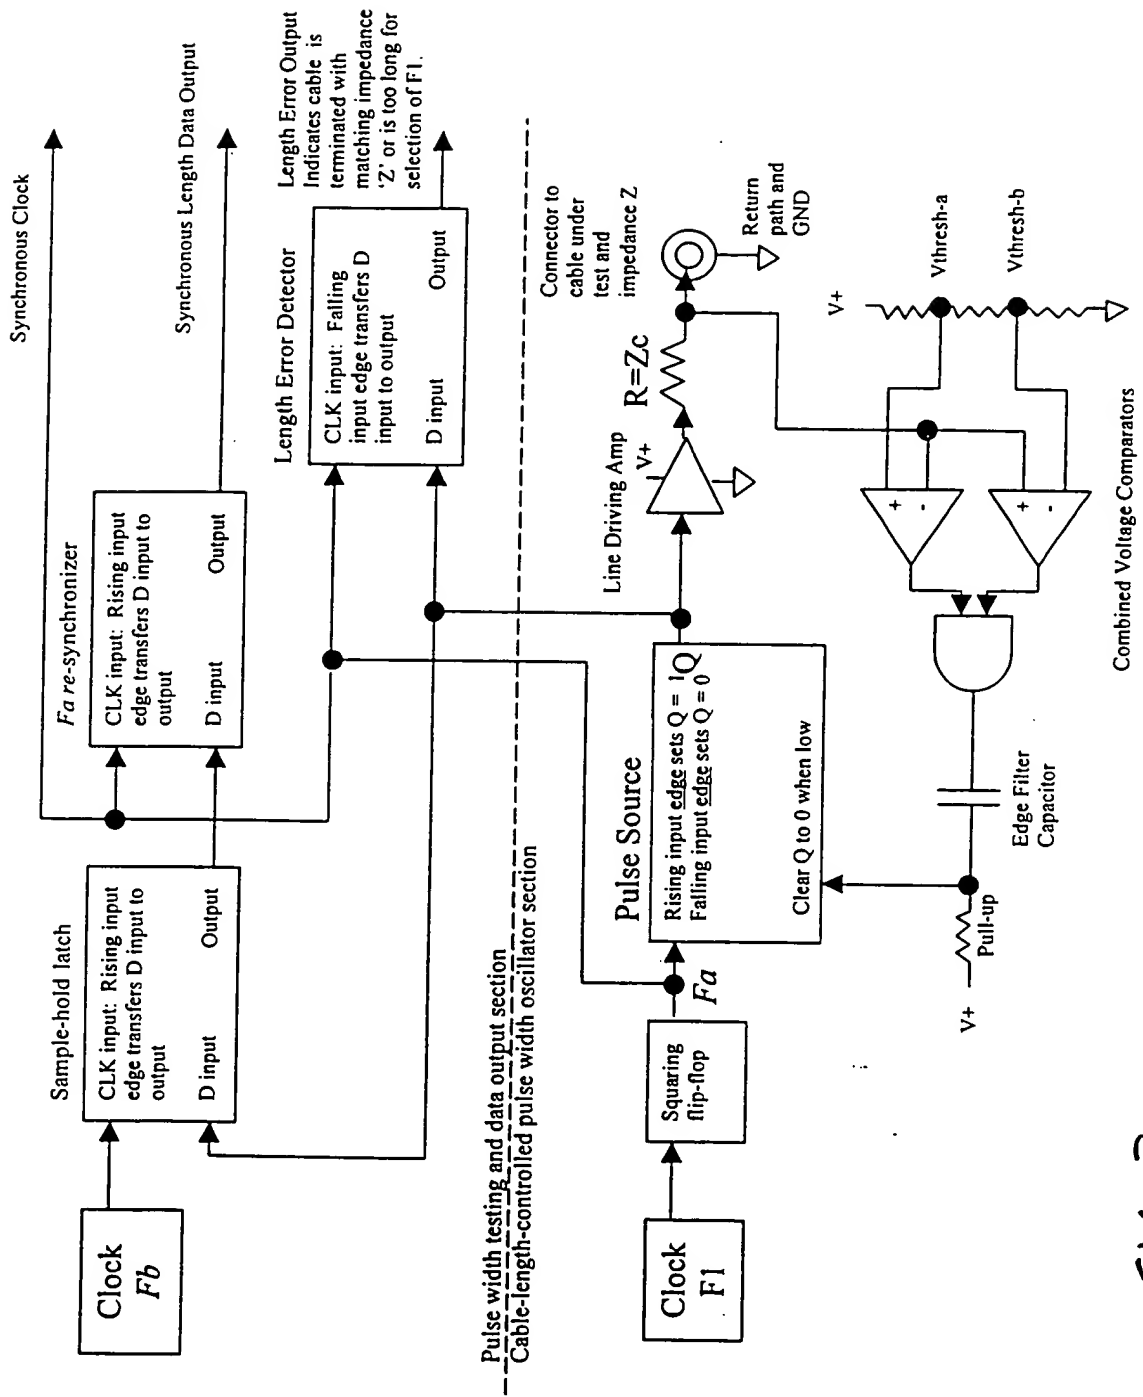 Synchronous Clock
Synchronous Length Data Output
Length Error Output
Indicates cable is
terminated with
matching impedance
'Z' or is too long for
selection of F1.
Fa re-synchronizer
CLK input: Rising input
edge transfers D input to
output
D input
Output
Length Error Detector
CLK input: Falling
input edge transfers D
input to output
D input
Output
Sample-hold latch
CLK input: Rising input
edge transfers D input to
output
D input
Output
Clock
Fb
Pulse width testing and data output section
Cable-length-controlled pulse width oscillator section
Connector to
cable under
test and
impedance Z
Return
path and
GND
R=Zc
Line Driving Amp
V+
Pulse Source
Rising input edge sets Q = 1
Falling input edge sets Q = 0
Q
Clear Q to 0 when low
Fa
Squaring
flip-flop
Clock
F1
V+
Vthresh-a
Vthresh-b
+
-
+
-
Combined Voltage Comparators
Edge Filter
Capacitor
Pull-up
V+